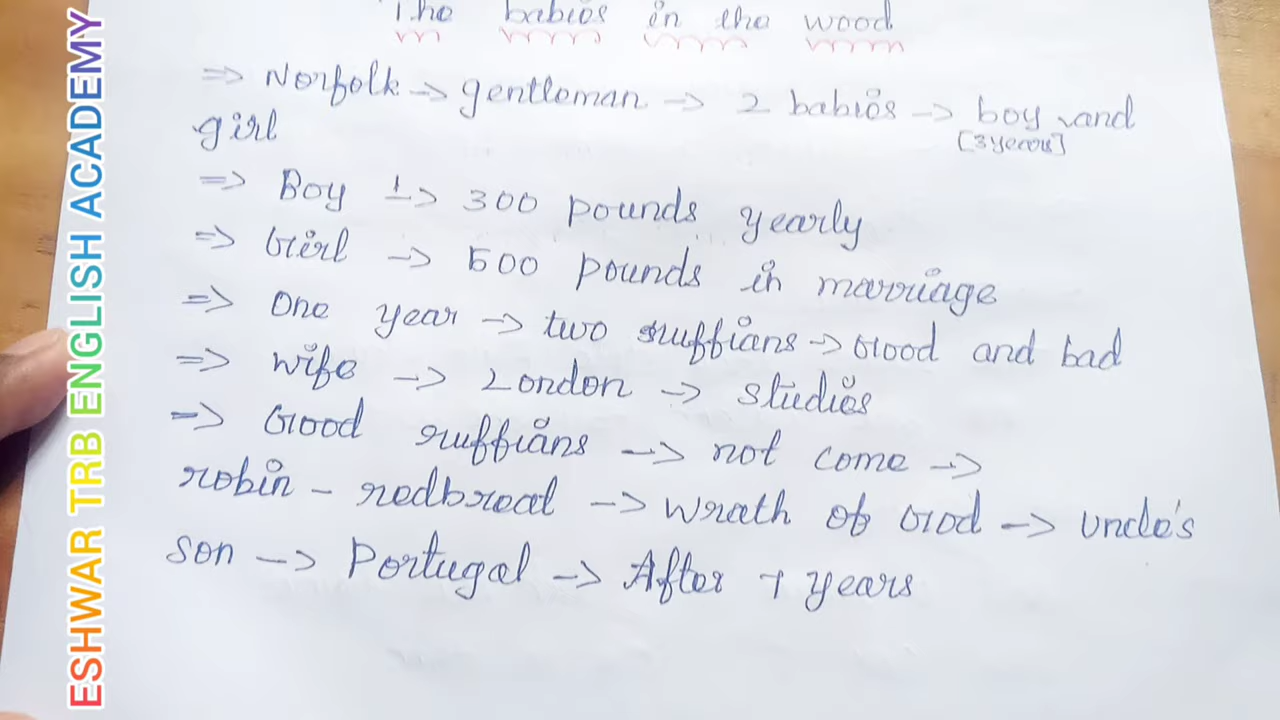 The babies in the wood
⇒ Norfolk → gentleman → 2 babies → boy and
[3 years]
girl
⇒ Boy → 300 pounds yearly
⇒ Girl → 500 pounds in marriage
⇒ One year → two ruffians → Good and bad
⇒ wife → London → studies
⇒ Good ruffians → not come →
robin - redbreat → wrath of God → uncle's
son → Portugal → After 7 years
ESHWAR TRB ENGLISH ACADEMY